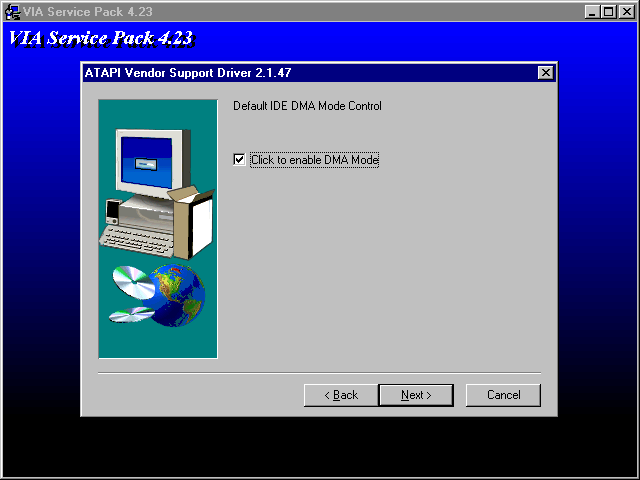 VIA Service Pack 4.23
VIA Service Pack 4.23
ATAPI Vendor Support Driver 2.1.47
Default IDE DMA Mode Control
Click to enable DMA Mode
< Back
Next >
Cancel